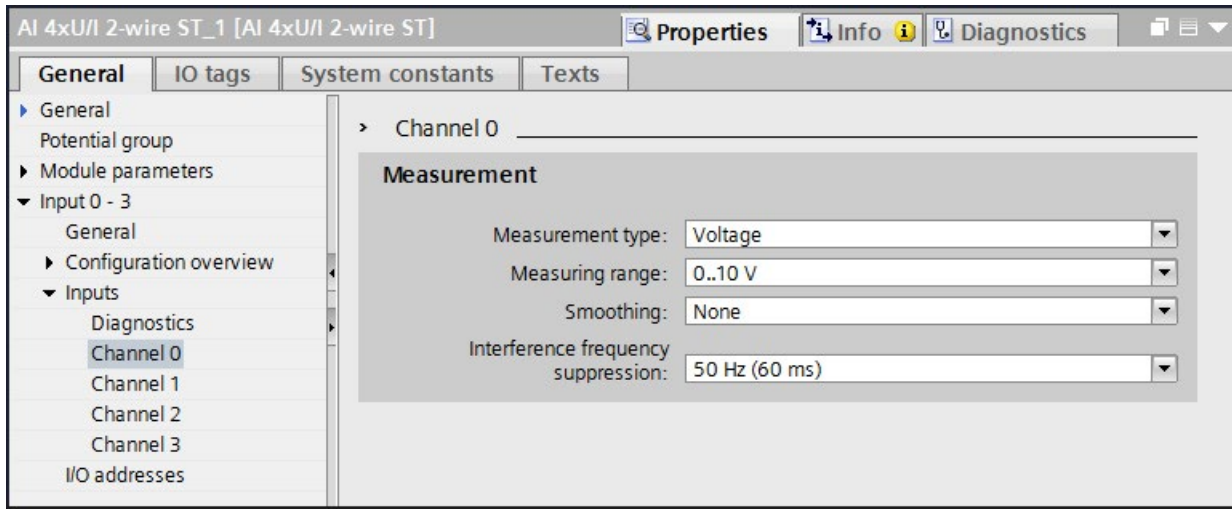 AI 4xU/I 2-wire ST_1 [AI 4xU/I 2-wire ST]
Properties
Info
Diagnostics
General
IO tags
System constants
Texts
General
Potential group
Module parameters
Input 0 - 3
General
Configuration overview
Inputs
Diagnostics
Channel 0
Channel 1
Channel 2
Channel 3
I/O addresses
Channel 0
Measurement
Measurement type: Voltage
Measuring range: 0..10 V
Smoothing: None
Interference frequency
suppression: 50 Hz (60 ms)